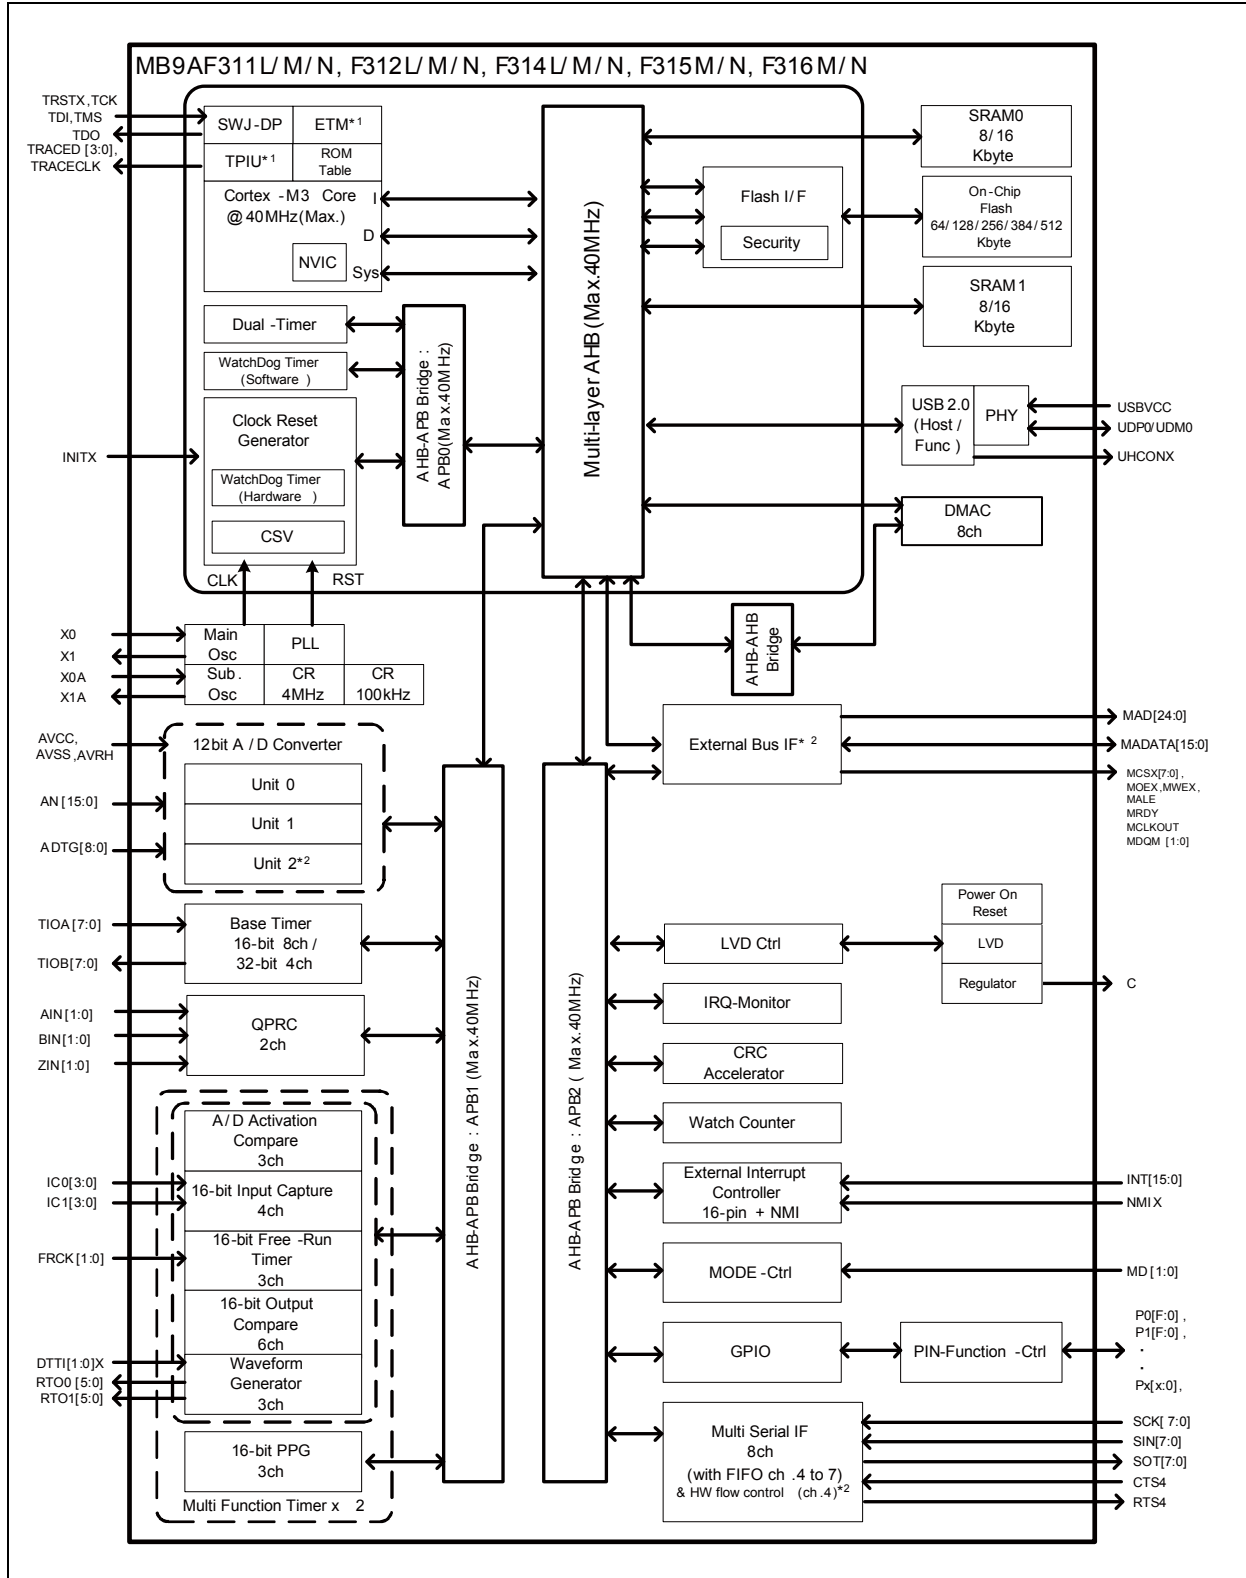 MB9AF311L/M/N, F312L/M/N, F314L/M/N, F315M/N, F316M/N
TRSTX,TCK
TDI,TMS
TDO
TRACED [3:0],
TRACECLK
SWJ-DP
ETM*1
TPIU*1
ROM
Table
Cortex -M3 Core
@40MHz(Max.)
I
D
Sys
NVIC
Dual -Timer
WatchDog Timer
(Software )
Clock Reset
Generator
WatchDog Timer
(Hardware )
CSV
CLK
RST
INITX
AHB-APB Bridge :
APB0(Max.40MHz)
Multi-layer AHB (Max.40MHz)
Flash I/F
Security
SRAM0
8/16
Kbyte
On-Chip
Flash
64/128/256/384/512
Kbyte
SRAM1
8/16
Kbyte
USB2.0
(Host/
Func)
PHY
USBVCC
UDP0/UDM0
UHCONX
DMAC
8ch
AHB-AHB
Bridge
X0
X1
X0A
X1A
Main
Osc
PLL
Sub.
Osc
CR
4MHz
CR
100kHz
AVCC,
AVSS,AVRH
AN[15:0]
ADTG[8:0]
12bit A/D Converter
Unit 0
Unit 1
Unit 2*2
TIOA[7:0]
TIOB[7:0]
Base Timer
16-bit 8ch/
32-bit 4ch
AIN[1:0]
BIN[1:0]
ZIN[1:0]
QPRC
2ch
A/D Activation
Compare
3ch
IC0[3:0]
IC1[3:0]
16-bit Input Capture
4ch
FRCK[1:0]
16-bit Free -Run
Timer
3ch
16-bit Output
Compare
6ch
DTTI[1:0]X
RTO0[5:0]
RTO1[5:0]
Waveform
Generator
3ch
16-bit PPG
3ch
Multi Function Timer x 2
AHB-APB Bridge : APB1 (Max.40MHz)
AHB-APB Bridge : APB2 (Max.40MHz)
External Bus IF*2
MAD[24:0]
MADATA[15:0]
MCSX[7:0],
MOEX,MWEX,
MALE
MRDY
MCLKOUT
MDQM [1:0]
LVD Ctrl
Power On
Reset
LVD
Regulator
C
IRQ-Monitor
CRC
Accelerator
Watch Counter
External Interrupt
Controller
16-pin + NMI
INT[15:0]
NMIX
MODE -Ctrl
MD[1:0]
GPIO
PIN-Function -Ctrl
P0[F:0],
P1[F:0],
.
.
Px[x:0],
Multi Serial IF
8ch
(with FIFO ch.4 to 7)
& HW flow control (ch.4)*2
SCK[7:0]
SIN[7:0]
SOT[7:0]
CTS4
RTS4